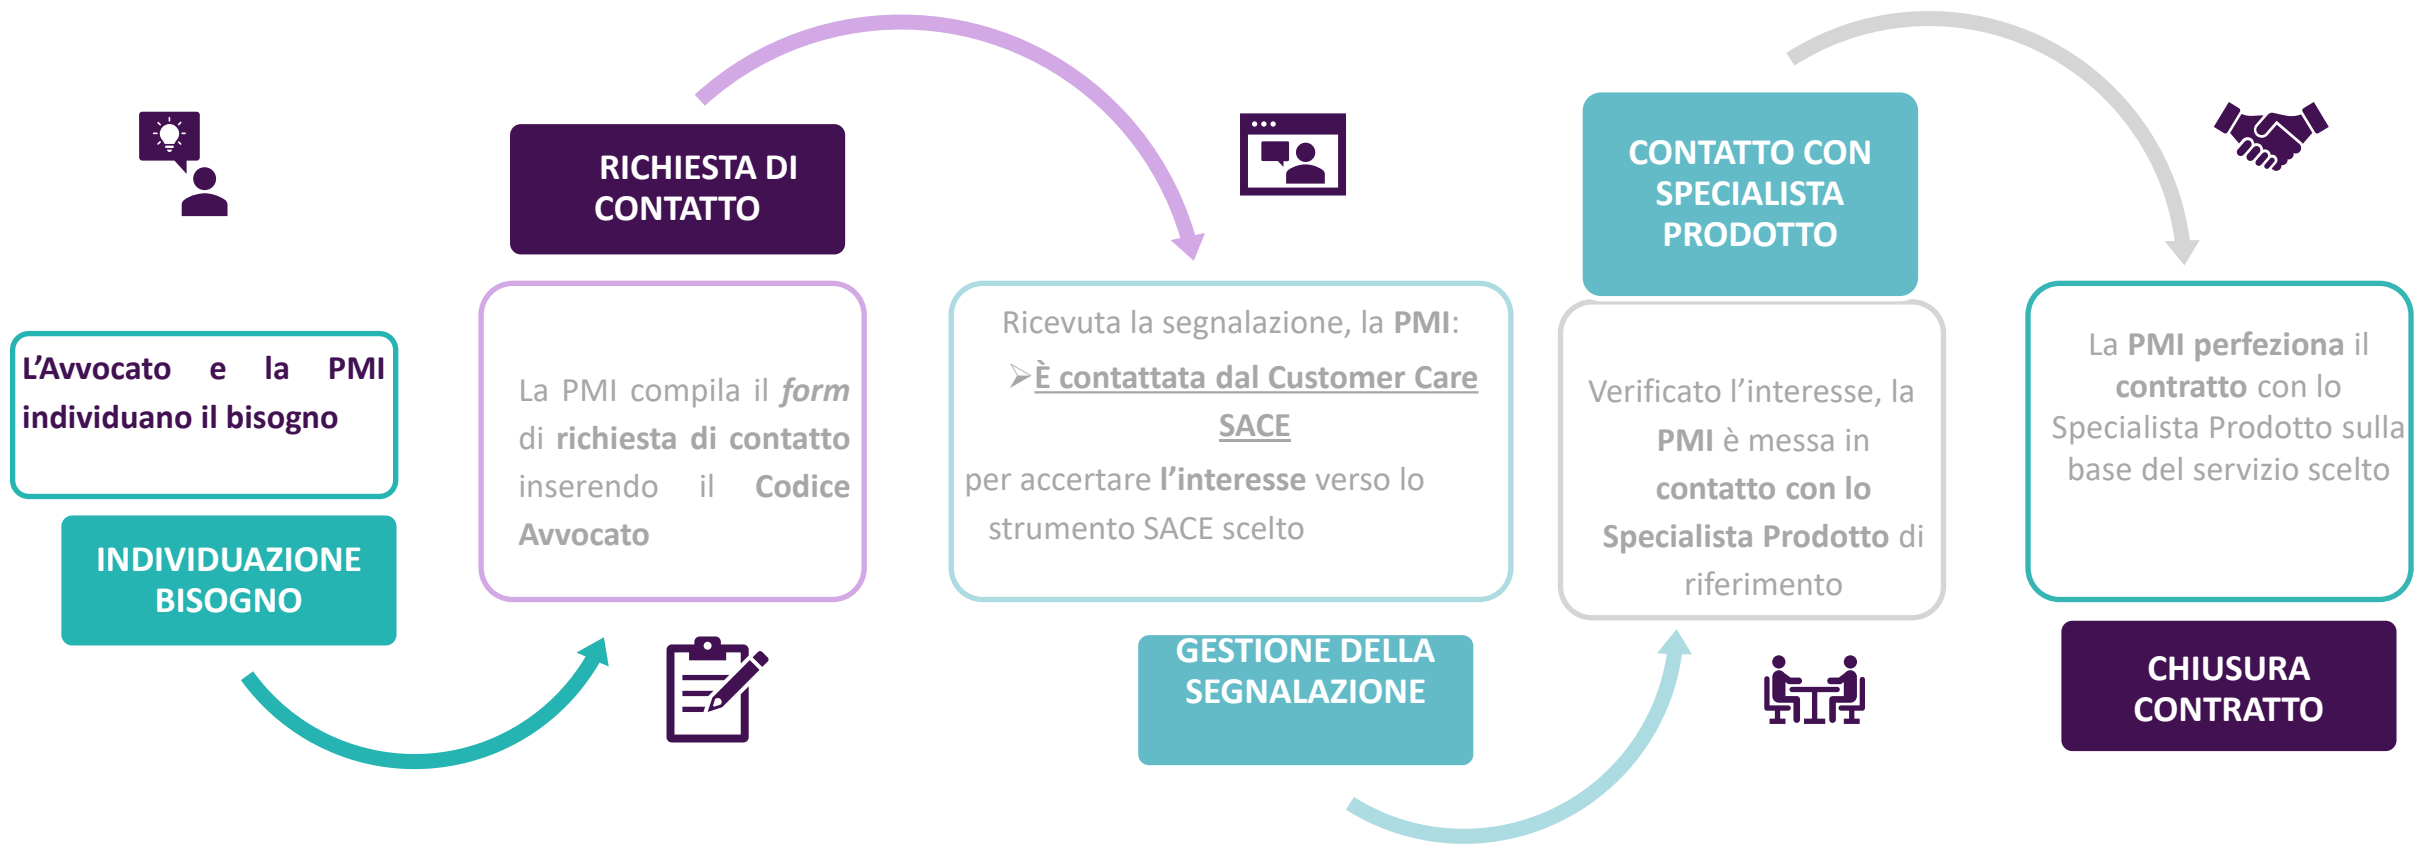 L'Avvocato e la PMI
individuano il bisogno
INDIVIDUAZIONE
BISOGNO
RICHIESTA DI
CONTATTO
La PMI compila il form
di richiesta di contatto
inserendo il Codice
Avvocato
Ricevuta la segnalazione, la PMI:
➢È contattata dal Customer Care
SACE
per accertare l'interesse verso lo
strumento SACE scelto
GESTIONE DELLA
SEGNALAZIONE
CONTATTO CON
SPECIALISTA
PRODOTTO
Verificato l'interesse, la
PMI è messa in
contatto con lo
Specialista Prodotto di
riferimento
La PMI perfeziona il
contratto con lo
Specialista Prodotto sulla
base del servizio scelto
CHIUSURA
CONTRATTO